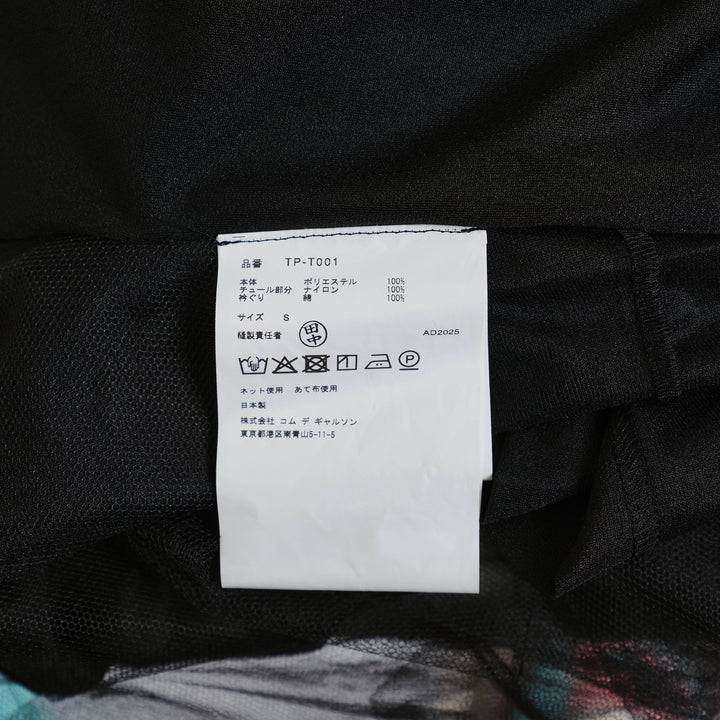 品番 TP-T001
本体 ポリエステル 100%
チュール部分 ナイロン 100%
衿ぐり 綿 100%
サイズ S
縫製責任者 田中 AD2025
ネット使用 あて布使用
日本製
株式会社 コム デ ギャルソン
東京都港区南青山5-11-5